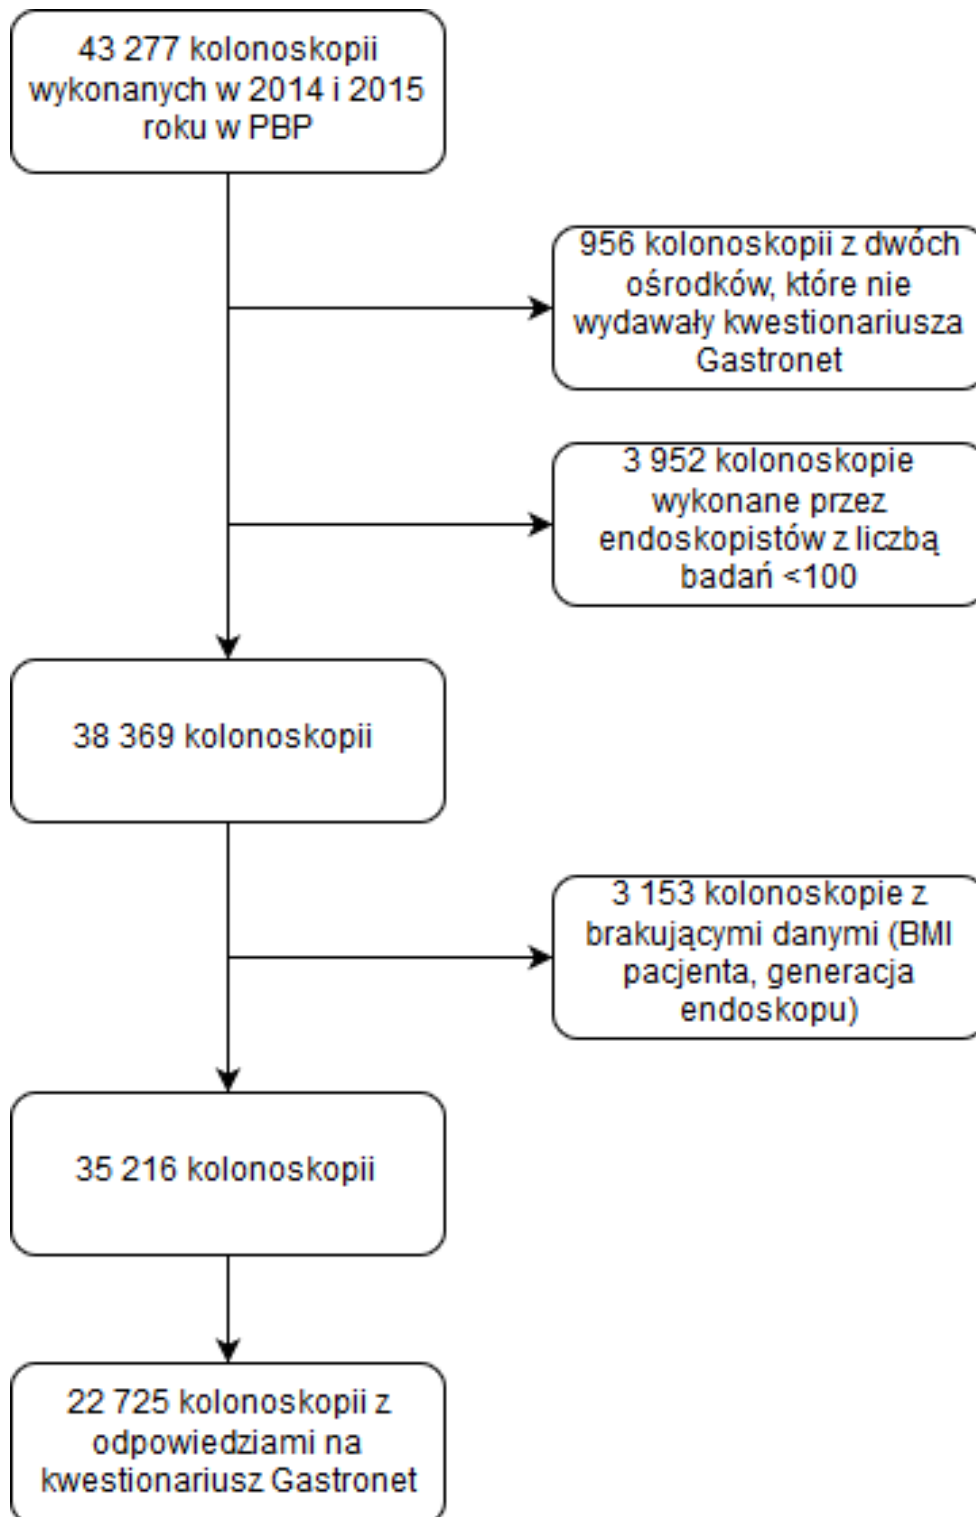 43 277 kolonoskopii
wykonanych w 2014 i 2015
roku w PBP
956 kolonoskopii z dwóch
ośrodków, które nie
wydawały kwestionariusza
Gastronet
3 952 kolonoskopie
wykonane przez
endoskopistów z liczbą
badań <100
38 369 kolonoskopii
3 153 kolonoskopie z
brakującymi danymi (BMI
pacjenta, generacja
endoskopu)
35 216 kolonoskopii
22 725 kolonoskopii z
odpowiedziami na
kwestionariusz Gastronet